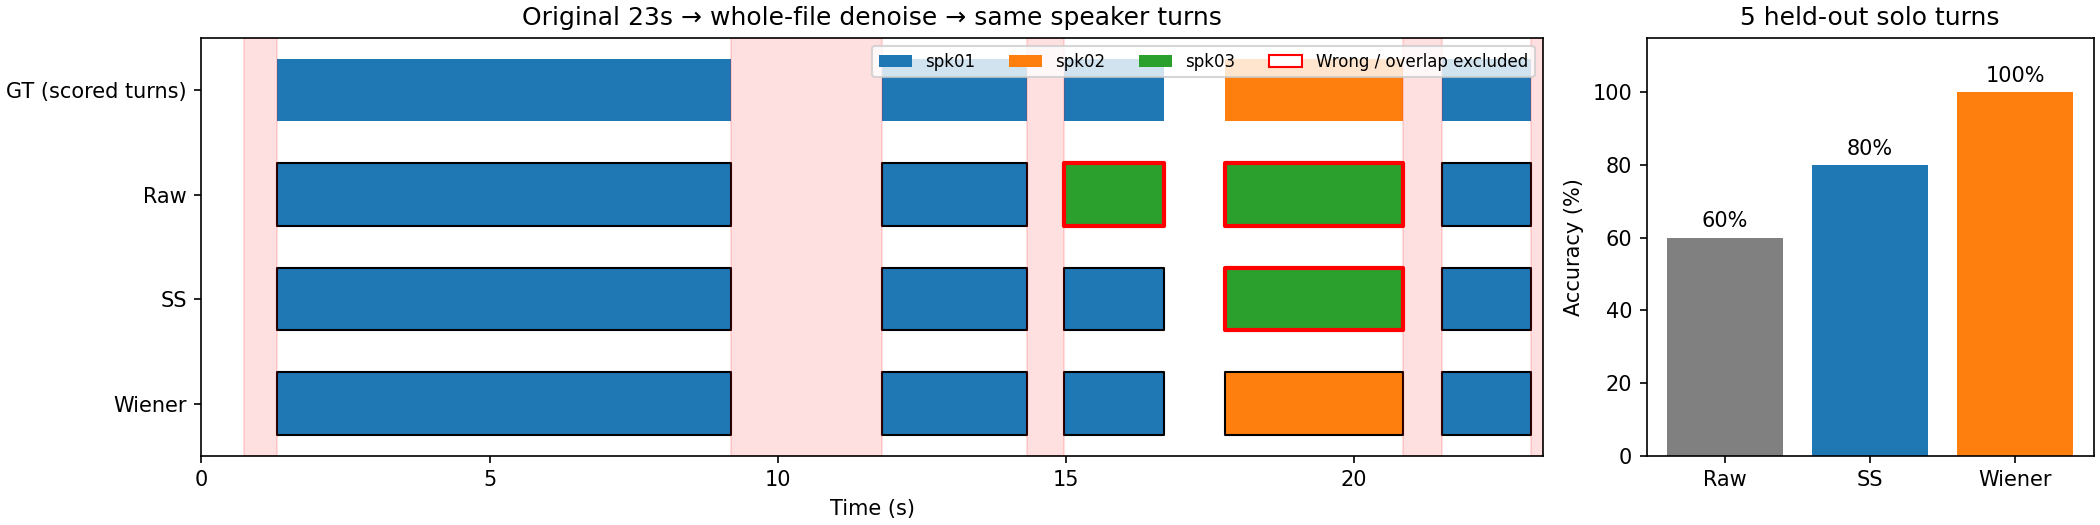 Original 23s → whole-file denoise → same speaker turns
spk01 spk02 spk03 Wrong / overlap excluded
GT (scored turns)
Raw
SS
Wiener
0 5 10 15 20
Time (s)
5 held-out solo turns
Accuracy (%)
100
80
60
40
20
0
60%
80%
100%
Raw SS Wiener